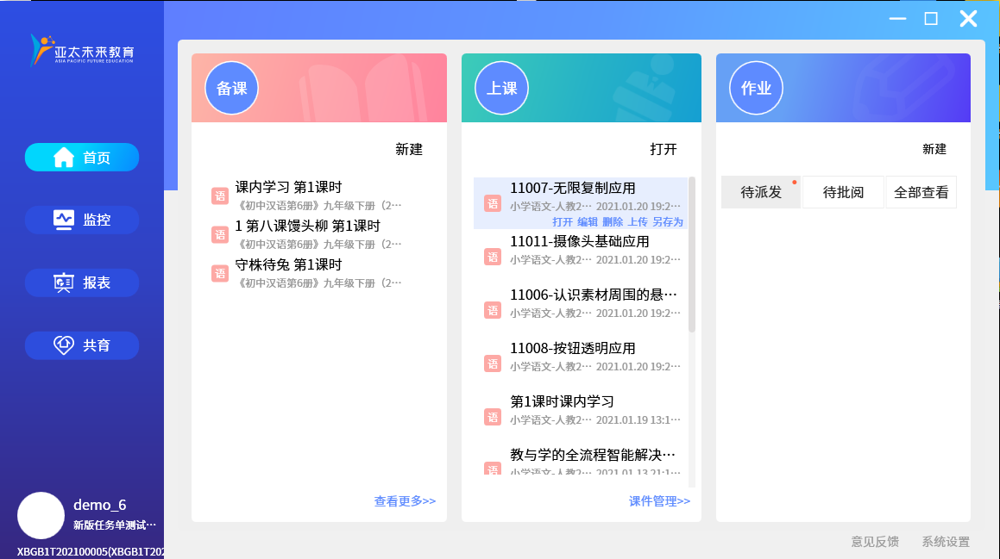 亚太未来教育
ASIA PACIFIC FUTURE EDUCATION
首页
监控
报表
共育
demo_6
新版任务单测试···
XBGB1T202100005(XBGB1T202
备课
新建
语
课内学习 第1课时
《初中汉语第6册》九年级下册（2···
语
1 第八课馒头柳 第1课时
《初中汉语第6册》九年级下册（2···
语
守株待兔 第1课时
《初中汉语第6册》九年级下册（2···
查看更多>>
上课
打开
语
11007-无限复制应用
小学语文-人教2··· 2021.01.20 19:2···
打开 编辑 删除 上传 另存为
语
11011-摄像头基础应用
小学语文-人教2··· 2021.01.20 19:2···
语
11006-认识素材周围的悬···
小学语文-人教2··· 2021.01.20 19:2···
语
11008-按钮透明应用
小学语文-人教2··· 2021.01.20 19:2···
语
第1课时课内学习
小学语文-人教2··· 2021.01.19 13:1···
语
教与学的全流程智能解决···
小学语文-人教2··· 2021.01.13 21:1···
课件管理>>
作业
新建
待派发 待批阅 全部查看
意见反馈 系统设置